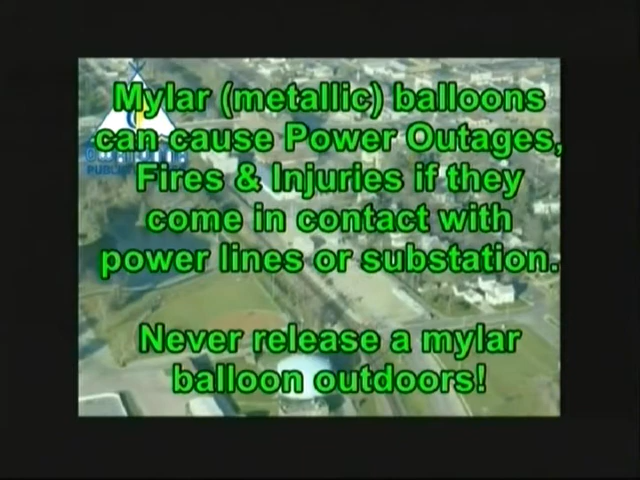 Mylar (metallic) balloons
can cause Power Outages,
Fires & Injuries if they
come in contact with
power lines or substation.
Never release a mylar
balloon outdoors!